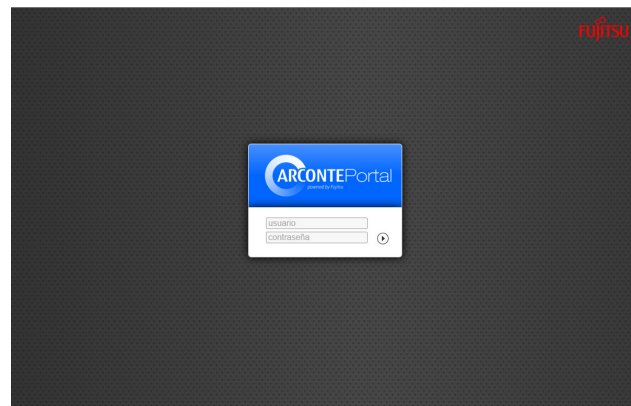 FUJITSU
ARCONTEPortal
powered by Fujitsu
usuario
contraseña